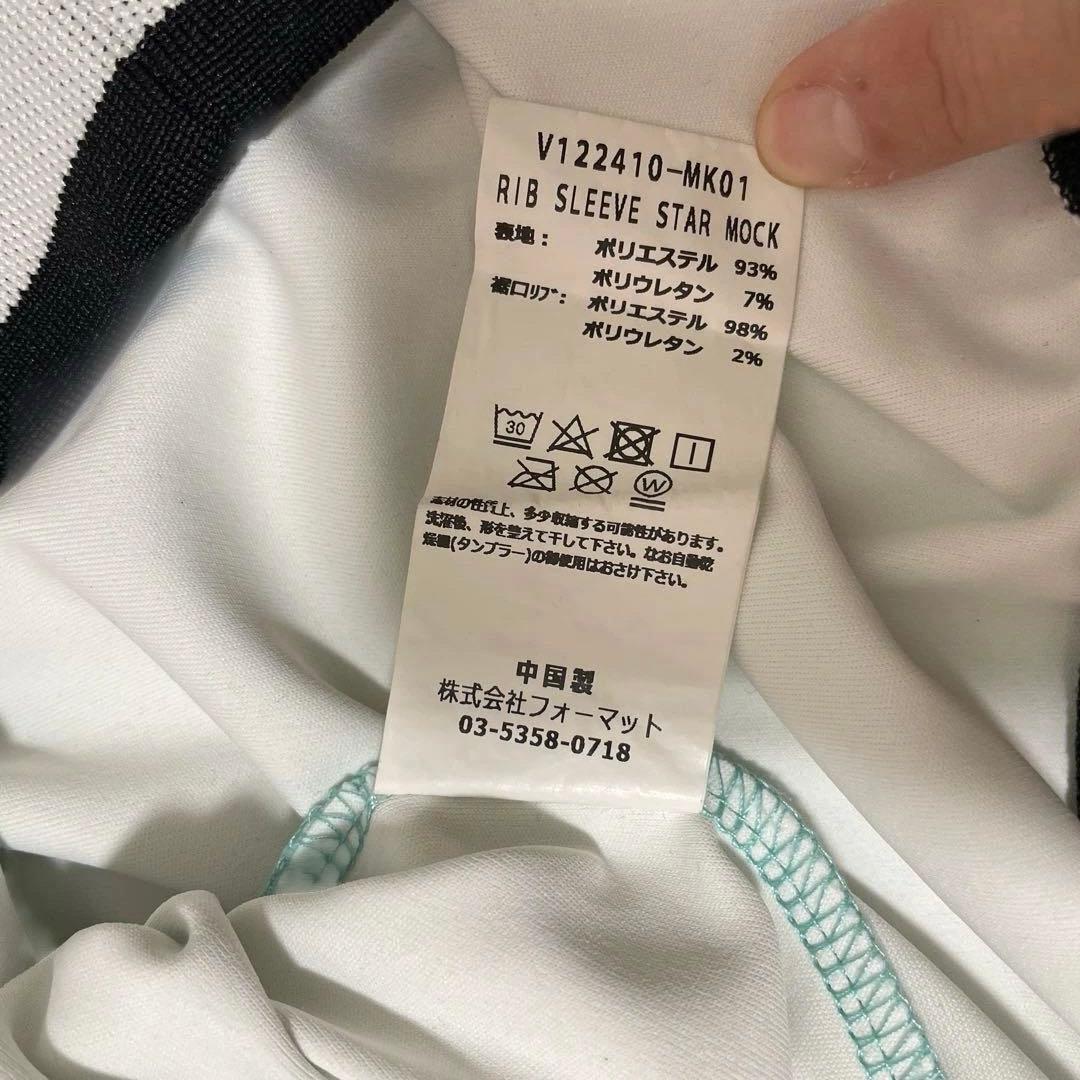 V122410-MK01
RIB SLEEVE STAR MOCK
表地： ポリエステル 93%
ポリウレタン 7%
裾口ﾘﾌﾞ： ポリエステル 98%
ポリウレタン 2%
30
W
素材の性質上、多少収縮する可能性があります。
洗濯後、形を整えて干して下さい。なお自動乾
燥機(タンブラー)の御使用はおさけ下さい。
中国製
株式会社フォーマット
03-5358-0718